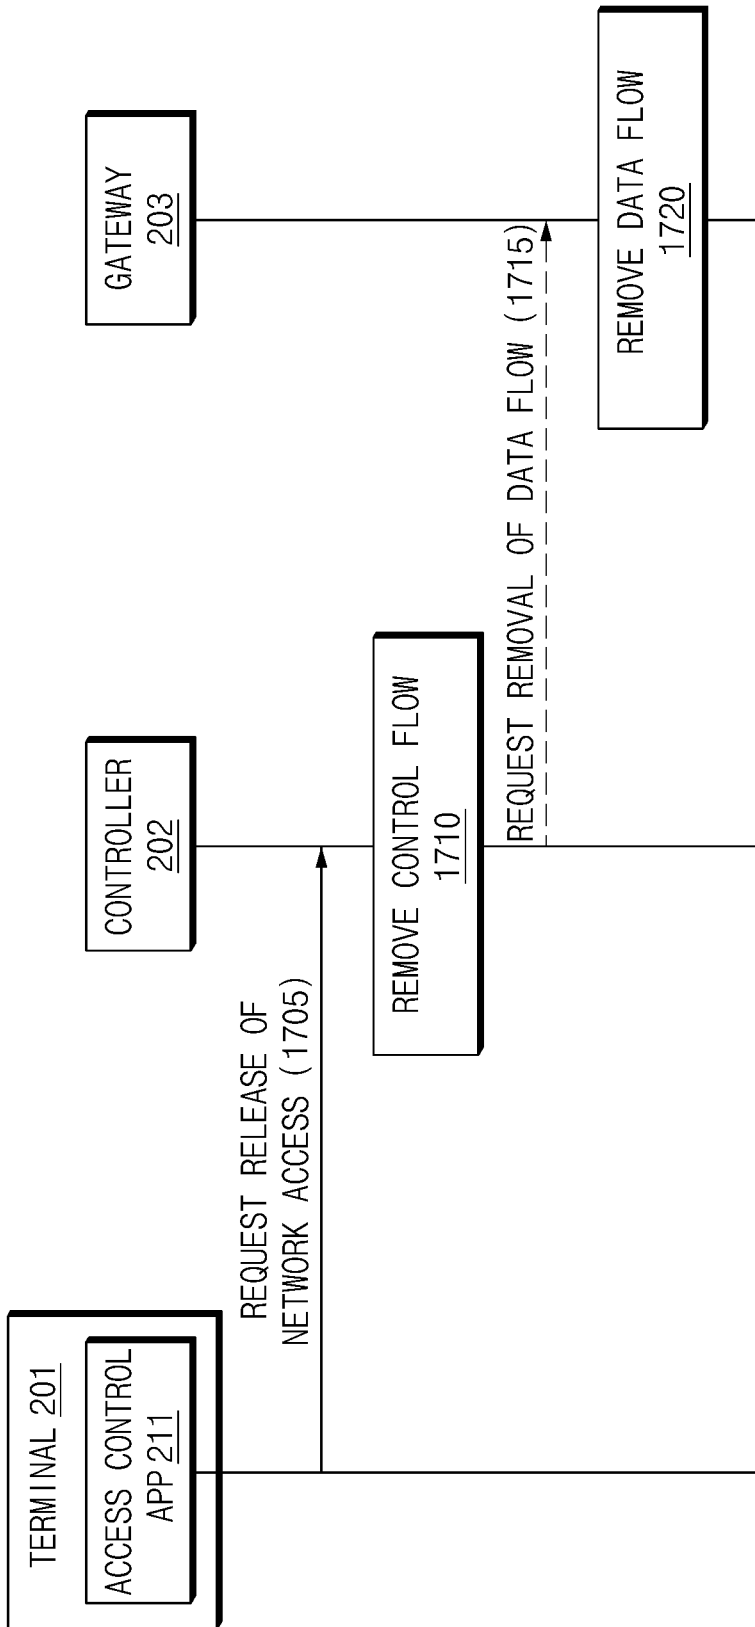 TERMINAL 201
ACCESS CONTROL
APP 211
CONTROLLER
202
GATEWAY
203
REQUEST RELEASE OF
NETWORK ACCESS (1705)
REMOVE CONTROL FLOW
1710
REQUEST REMOVAL OF DATA FLOW (1715)
REMOVE DATA FLOW
1720